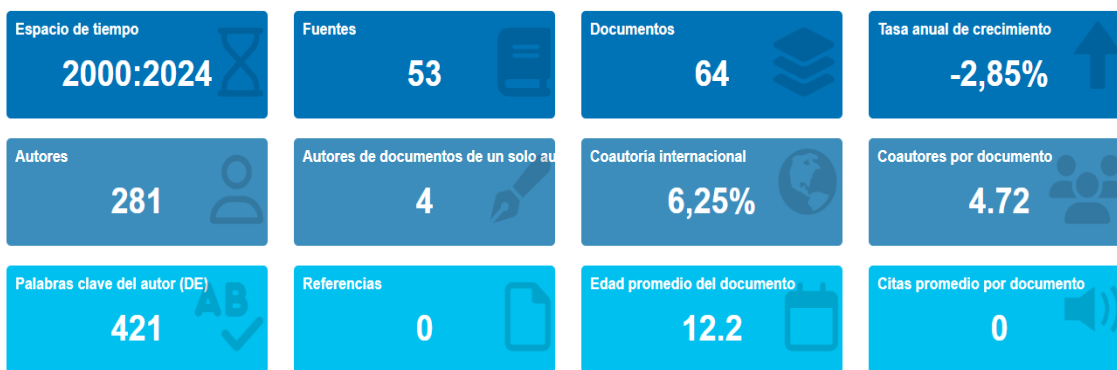 Espacio de tiempo
2000:2024
Fuentes
53
Documentos
64
Tasa anual de crecimiento
-2,85%
Autores
281
Autores de documentos de un solo au
4
Coautoría internacional
6,25%
Coautores por documento
4.72
Palabras clave del autor (DE)
AB
421
Referencias
0
Edad promedio del documento
12.2
Citas promedio por documento
0